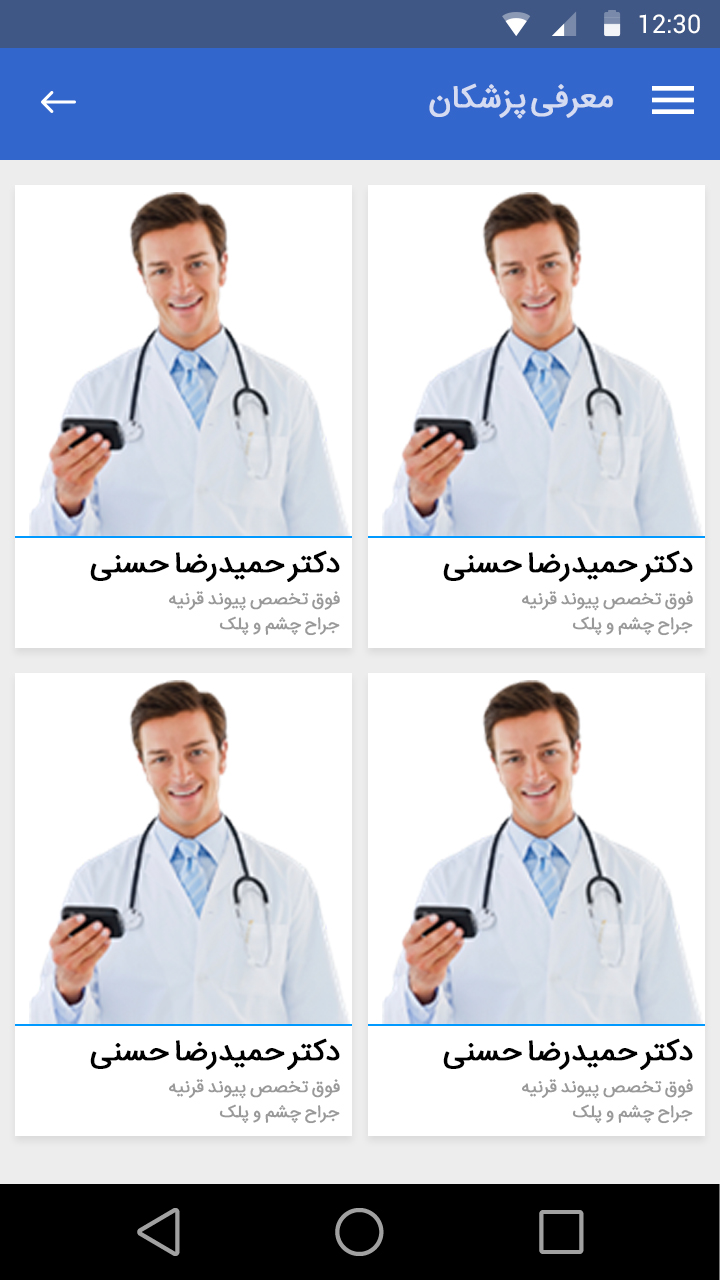 12:30
معرفی پزشکان
دکتر حمیدرضا حسنی
فوق تخصص پیوند قرنیه
جراح چشم و پلک
دکتر حمیدرضا حسنی
فوق تخصص پیوند قرنیه
جراح چشم و پلک
دکتر حمیدرضا حسنی
فوق تخصص پیوند قرنیه
جراح چشم و پلک
دکتر حمیدرضا حسنی
فوق تخصص پیوند قرنیه
جراح چشم و پلک